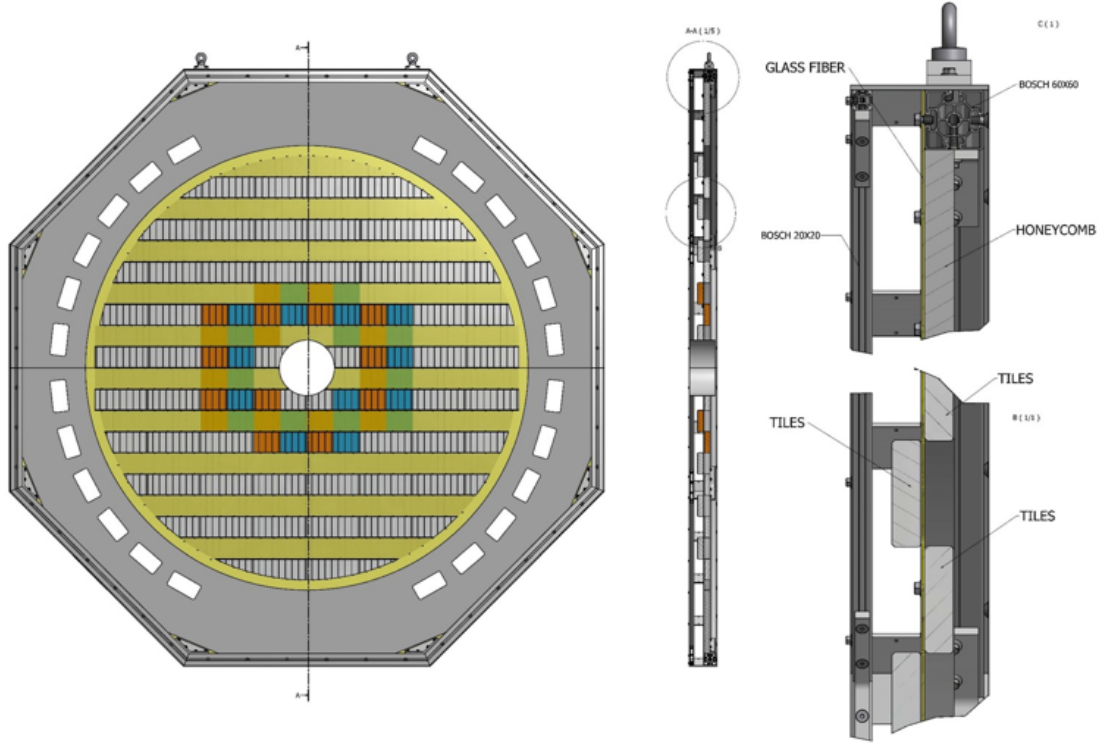 A
A-A ( 1/5 )
C ( 1 )
GLASS FIBER
BOSCH 60X60
BOSCH 20X20
HONEYCOMB
TILES
TILES
B ( 1/1 )
TILES
A